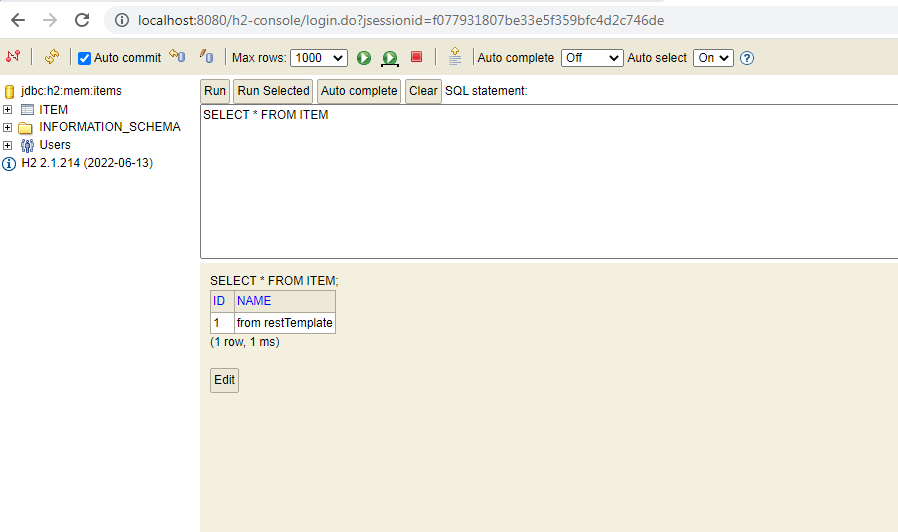 localhost:8080/h2-console/login.do?jsessionid=f077931807be33e5f359bfc4d2c746de
Auto commit Max rows: 1000 Auto complete Off Auto select On
jdbc:h2:mem:items
ITEM
INFORMATION_SCHEMA
Users
H2 2.1.214 (2022-06-13)
Run Run Selected Auto complete Clear SQL statement:
SELECT * FROM ITEM
SELECT * FROM ITEM;
ID NAME
1 from restTemplate
(1 row, 1 ms)
Edit